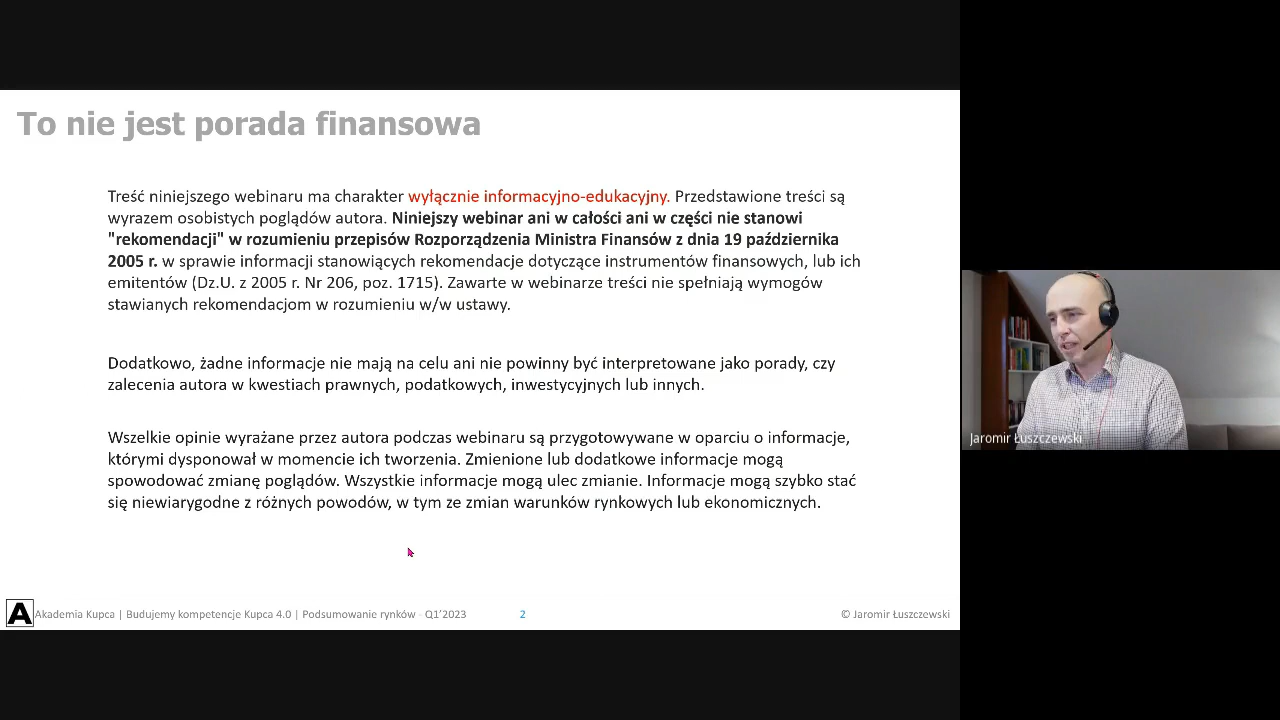 To nie jest porada finansowa
Treść niniejszego webinaru ma charakter wyłącznie informacyjno-edukacyjny. Przedstawione treści są
wyrazem osobistych poglądów autora. Niniejszy webinar ani w całości ani w części nie stanowi
"rekomendacji" w rozumieniu przepisów Rozporządzenia Ministra Finansów z dnia 19 października
2005 r. w sprawie informacji stanowiących rekomendacje dotyczące instrumentów finansowych, lub ich
emitentów (Dz.U. z 2005 r. Nr 206, poz. 1715). Zawarte w webinarze treści nie spełniają wymogów
stawianych rekomendacjom w rozumieniu w/w ustawy.
Dodatkowo, żadne informacje nie mają na celu ani nie powinny być interpretowane jako porady, czy
zalecenia autora w kwestiach prawnych, podatkowych, inwestycyjnych lub innych.
Wszelkie opinie wyrażane przez autora podczas webinaru są przygotowywane w oparciu o informacje,
którymi dysponował w momencie ich tworzenia. Zmienione lub dodatkowe informacje mogą
spowodować zmianę poglądów. Wszystkie informacje mogą ulec zmianie. Informacje mogą szybko stać
się niewiarygodne z różnych powodów, w tym ze zmian warunków rynkowych lub ekonomicznych.
Jaromir Łuszczewski
A Akademia Kupca | Budujemy kompetencje Kupca 4.0 | Podsumowanie rynków - Q1'2023 2 © Jaromir Łuszczewski